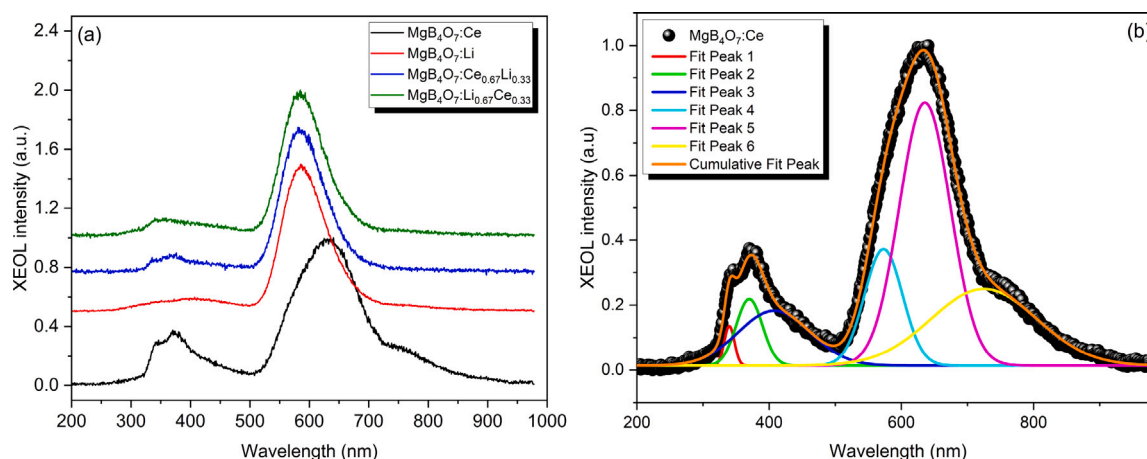 (a)
MgB₄O₇:Ce
MgB₄O₇:Li
MgB₄O₇:Ce₀.₆₇Li₀.₃₃
MgB₄O₇:Li₀.₆₇Ce₀.₃₃
XEOL intensity (a.u.)
2.4
2.0
1.6
1.2
0.8
0.4
0.0
200 300 400 500 600 700 800 900 1000
Wavelength (nm)
(b)
MgB₄O₇:Ce
Fit Peak 1
Fit Peak 2
Fit Peak 3
Fit Peak 4
Fit Peak 5
Fit Peak 6
Cumulative Fit Peak
XEOL intensity (a.u)
1.0
0.8
0.6
0.4
0.2
0.0
200 400 600 800
Wavelength (nm)